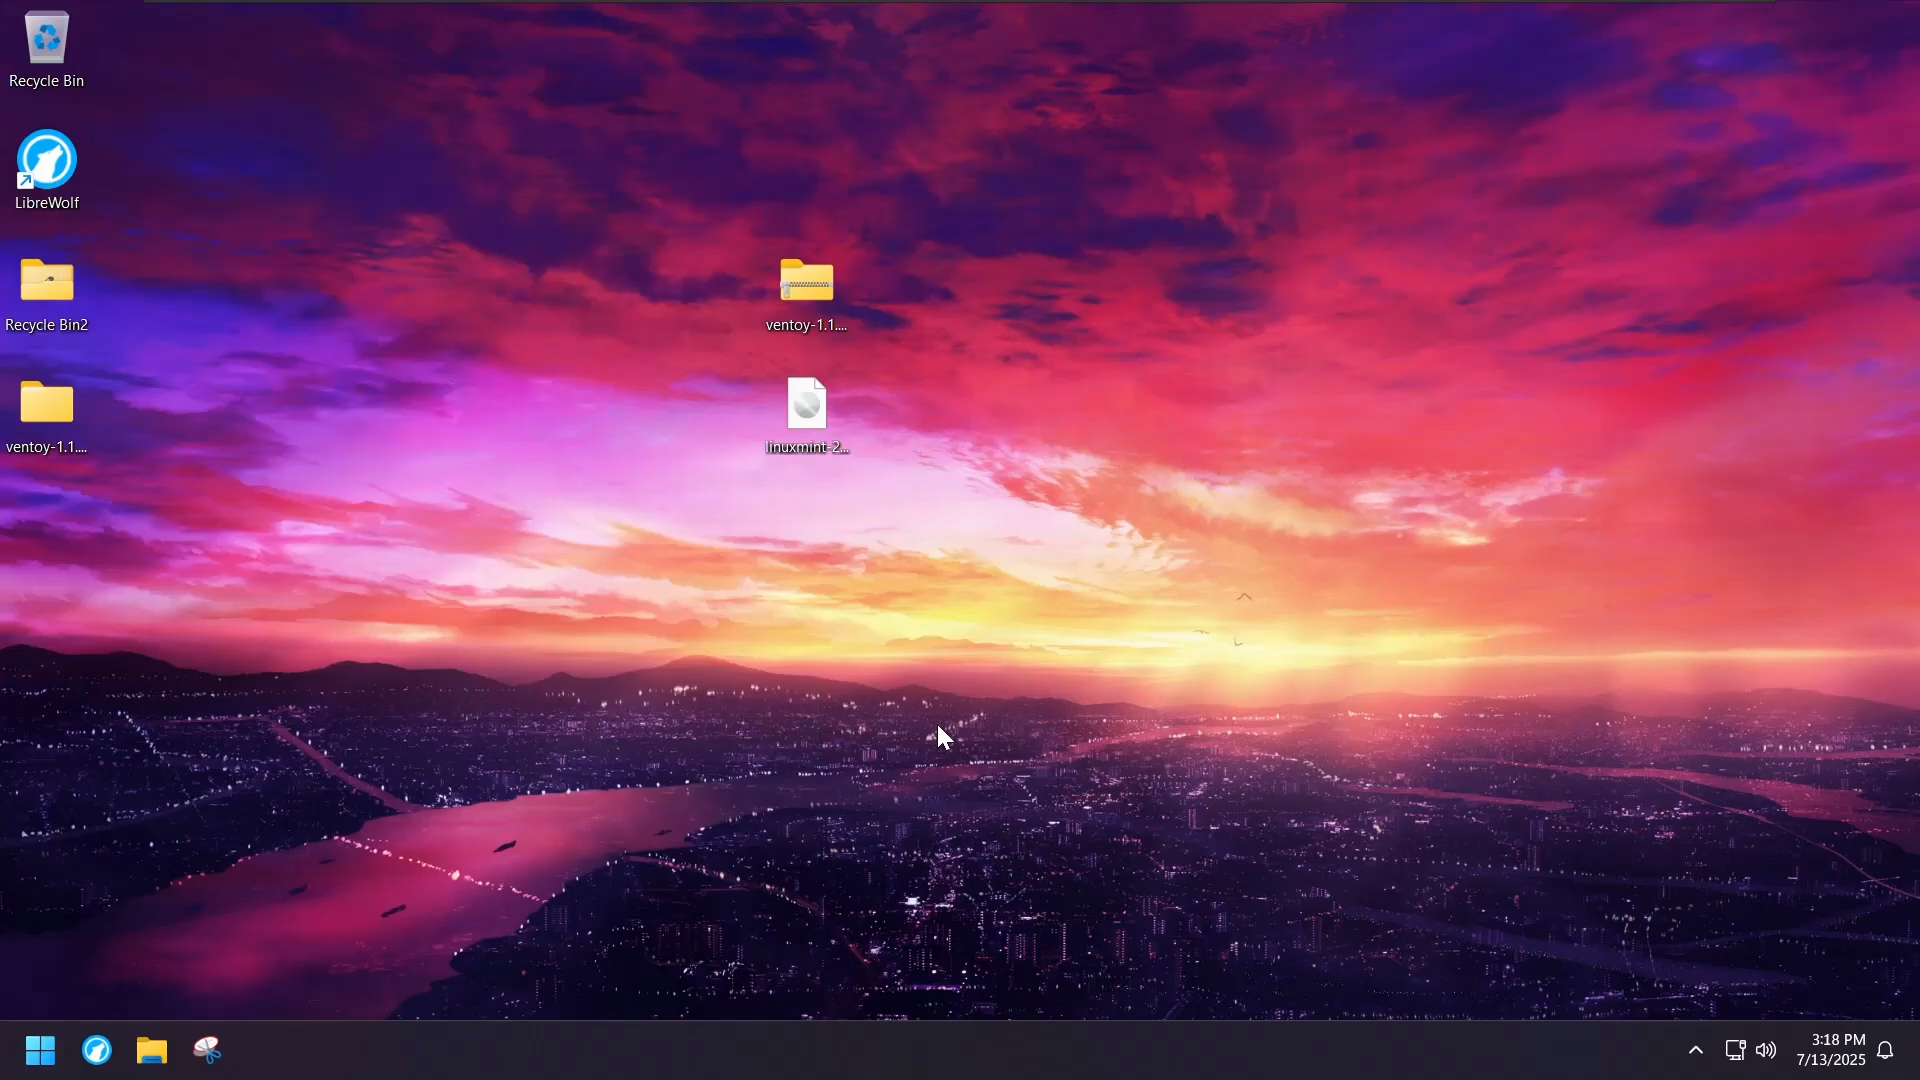 Recycle Bin
LibreWolf
Recycle Bin2
ventoy-1.1....
ventoy-1.1....
linuxmint-2...
3:18 PM
7/13/2025